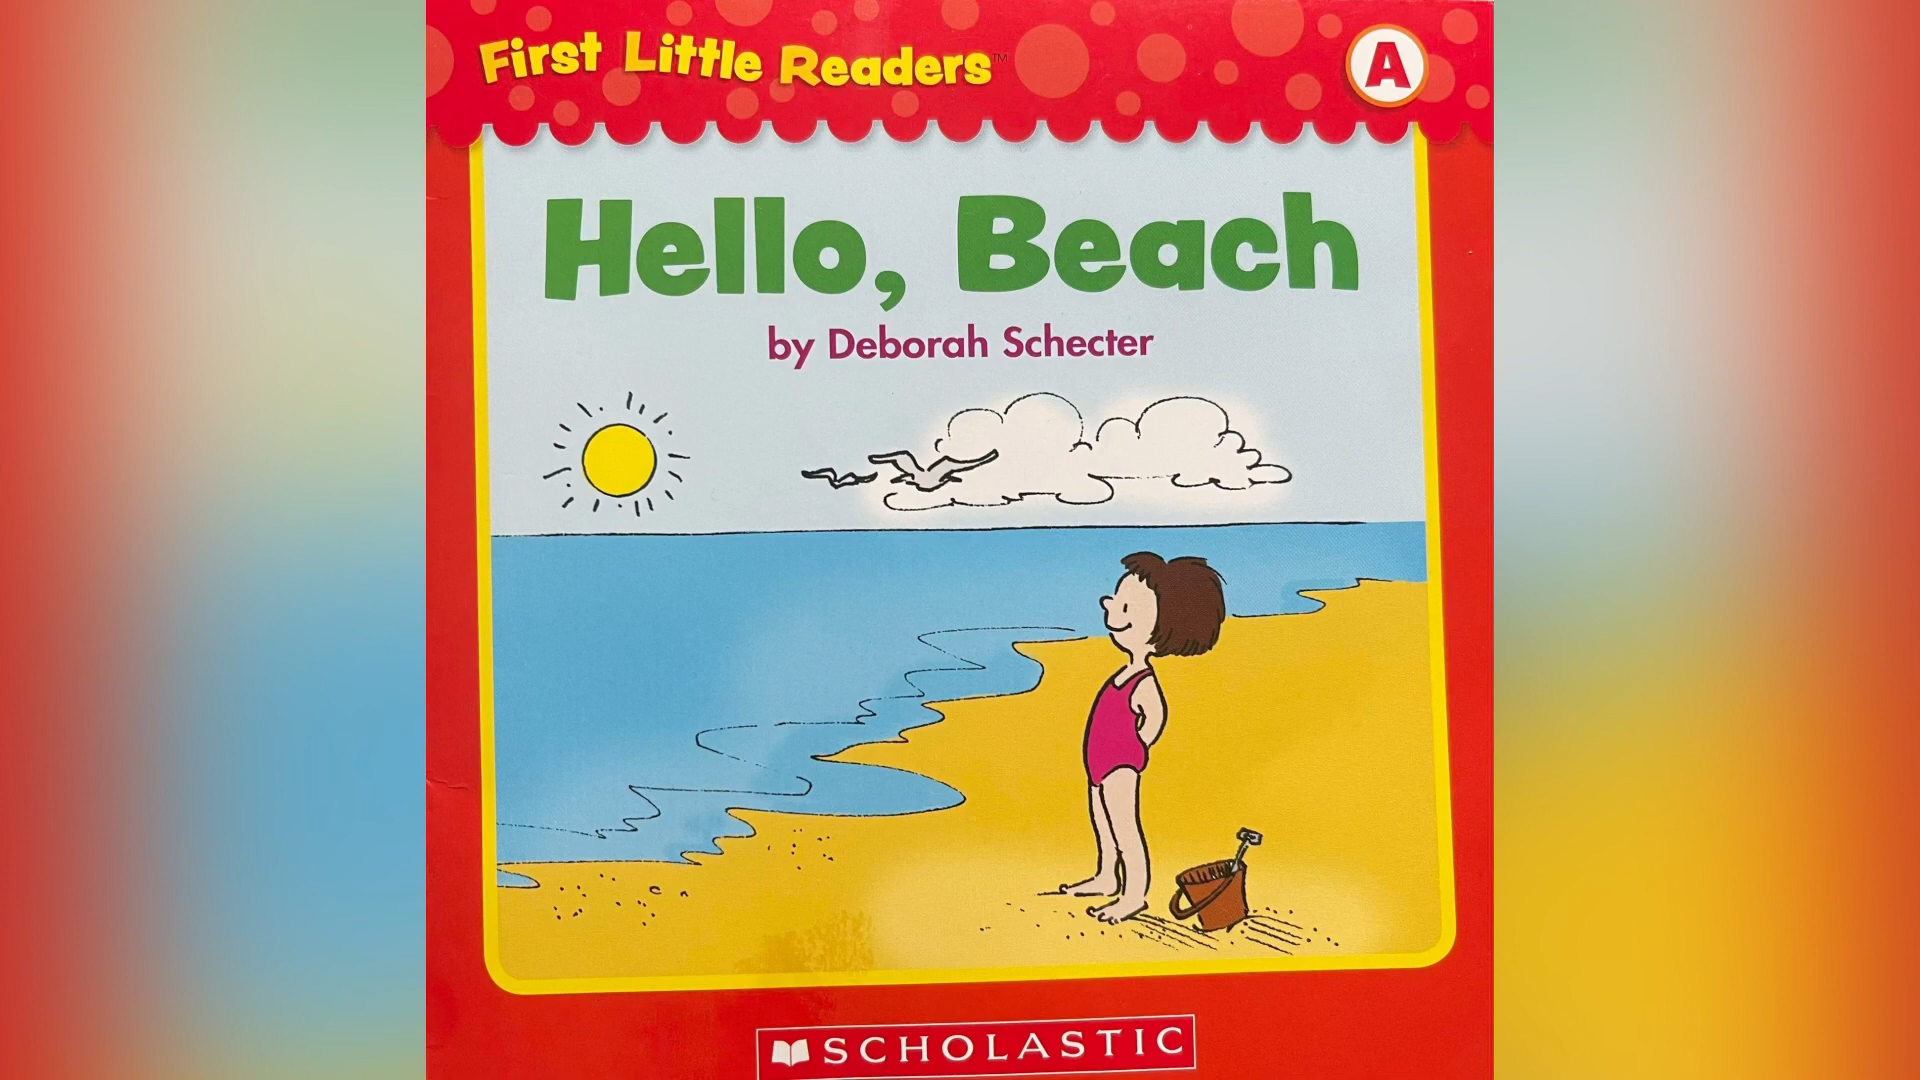 First Little Readers™
A
Hello, Beach
by Deborah Schecter
SCHOLASTIC